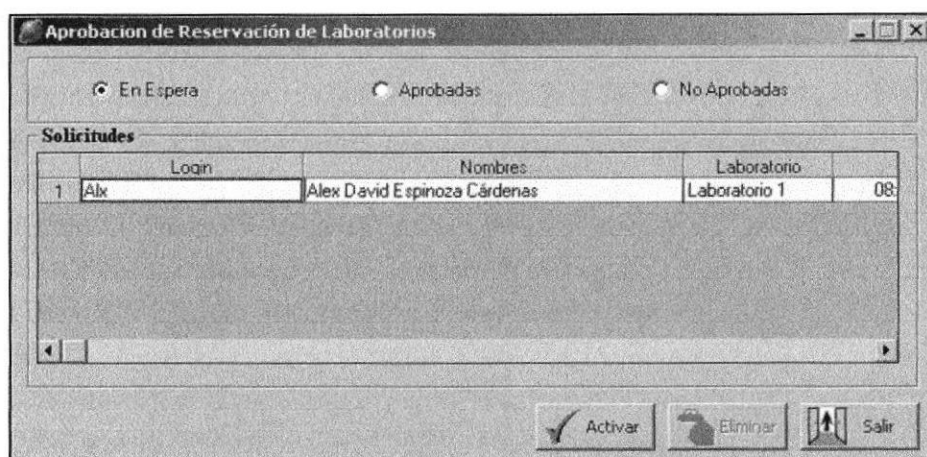 Aprobacion de Reservación de Laboratorios
En Espera Aprobadas No Aprobadas
Solicitudes
Login Nombres Laboratorio
1 Alx Alex David Espinoza Cárdenas Laboratorio 1 08:
Activar Eliminar Salir